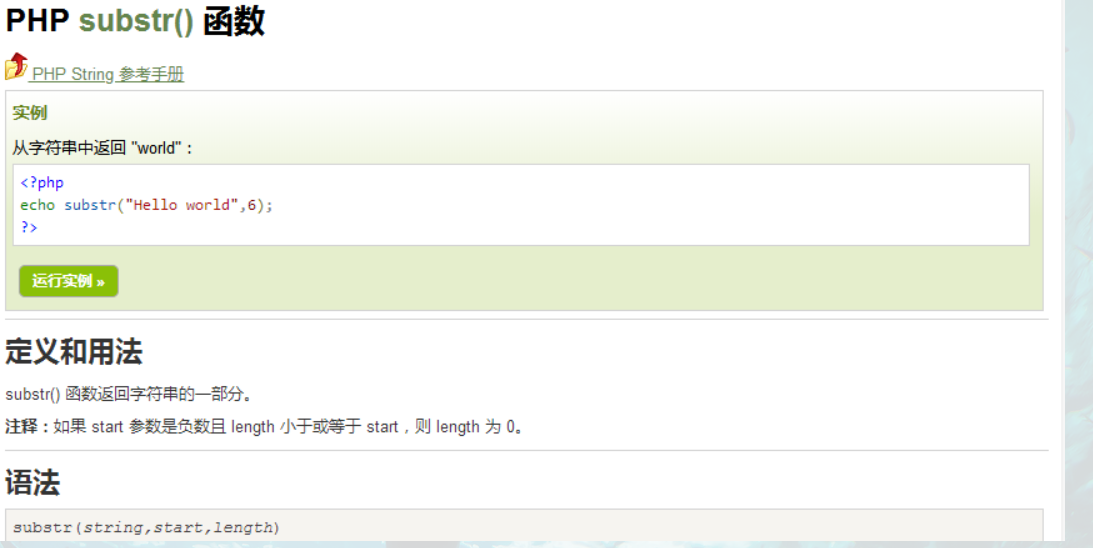 PHP substr() 函数
PHP String 参考手册
实例
从字符串中返回 "world"：
<?php
echo substr("Hello world",6);
?>
运行实例 »
定义和用法
substr() 函数返回字符串的一部分。
注释：如果 start 参数是负数且 length 小于或等于 start，则 length 为 0。
语法
substr(string,start,length)